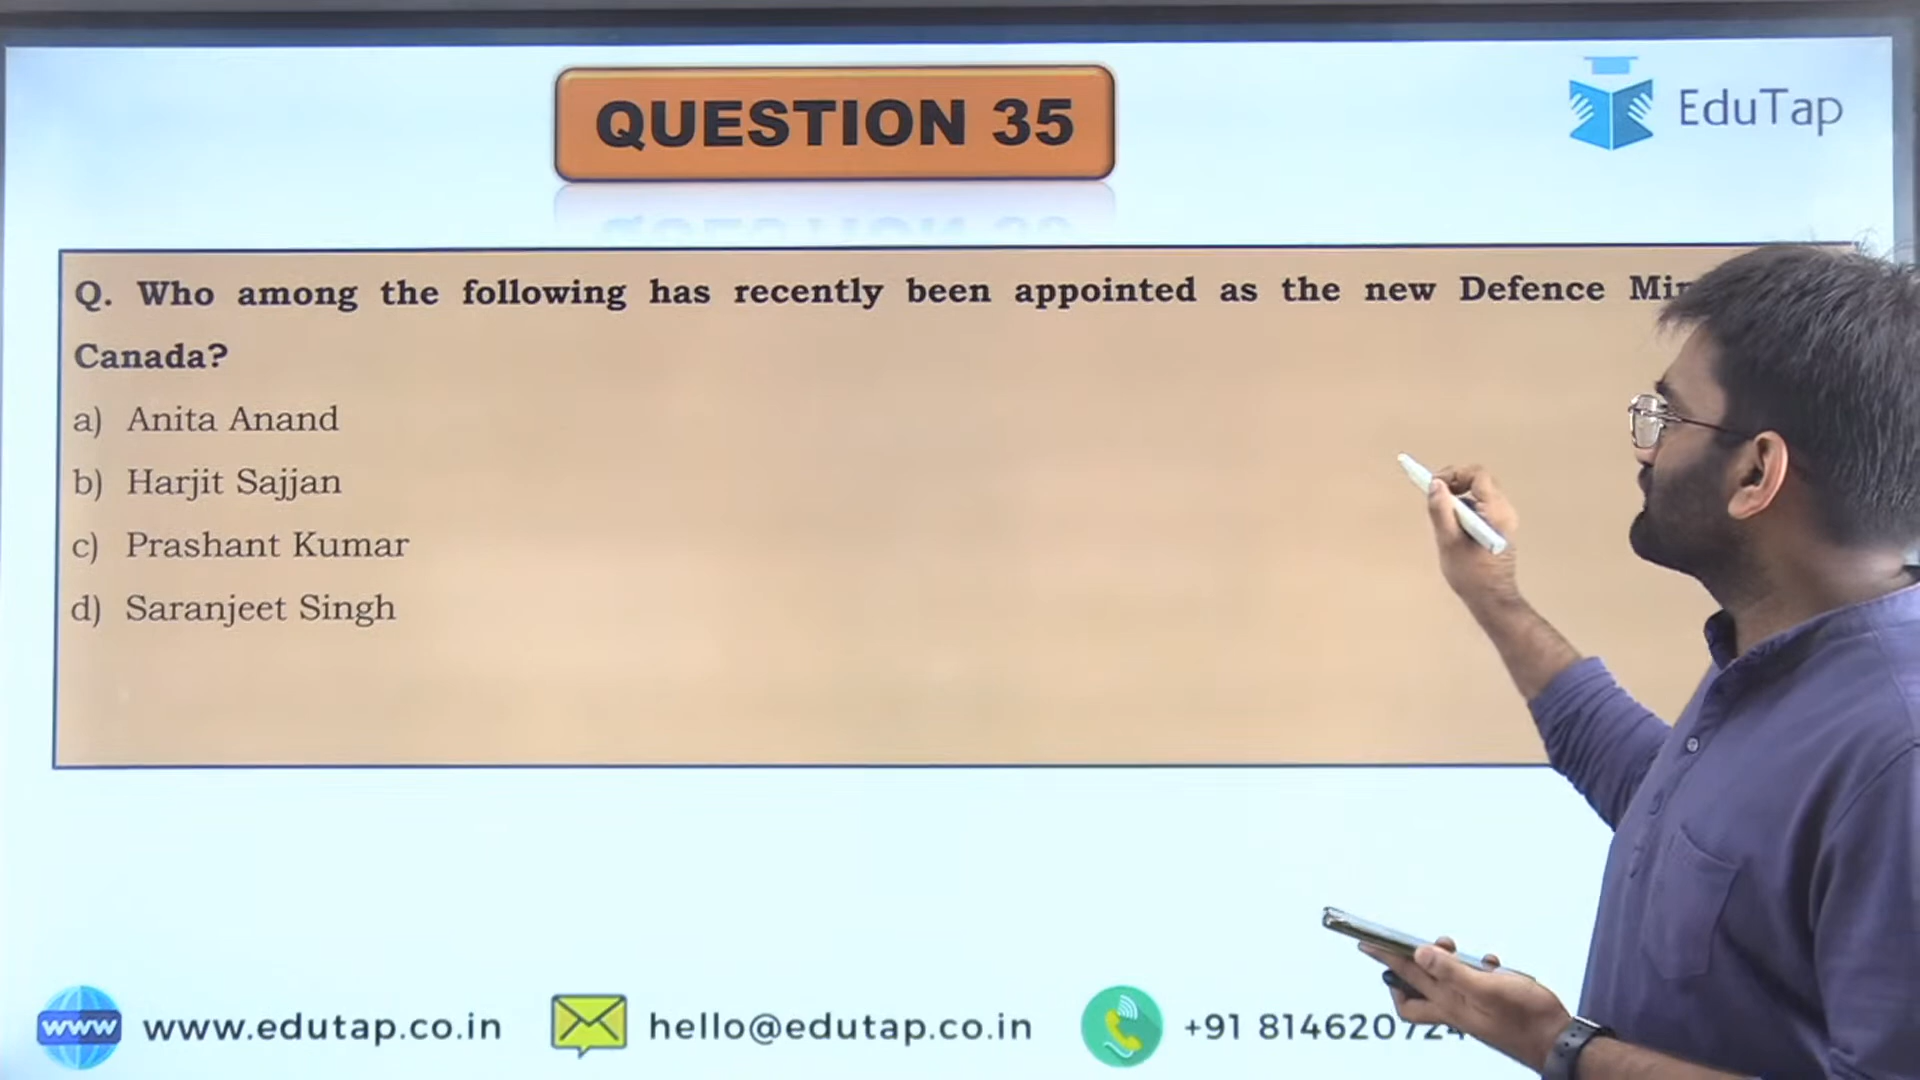 QUESTION 35
EduTap
Q. Who among the following has recently been appointed as the new Defence
Canada?
a) Anita Anand
b) Harjit Sajjan
c) Prashant Kumar
d) Saranjeet Singh
www www.edutap.co.in hello@edutap.co.in +91 81462072